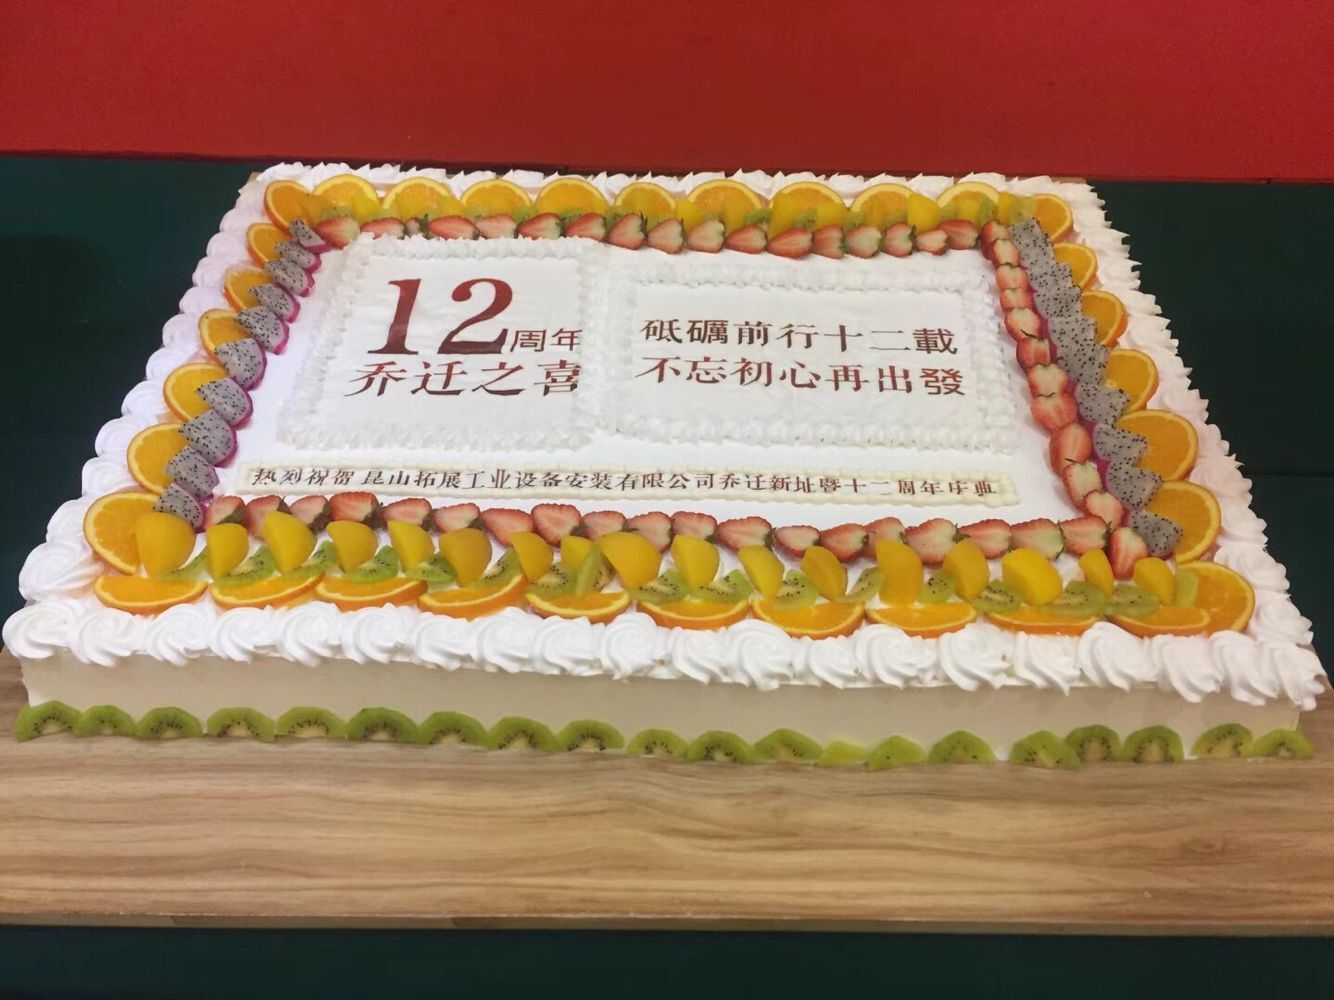 12周年
乔迁之喜
砥礪前行十二載
不忘初心再出發
热烈祝贺昆山拓展工业设备安装有限公司乔迁新址暨十二周年庆典